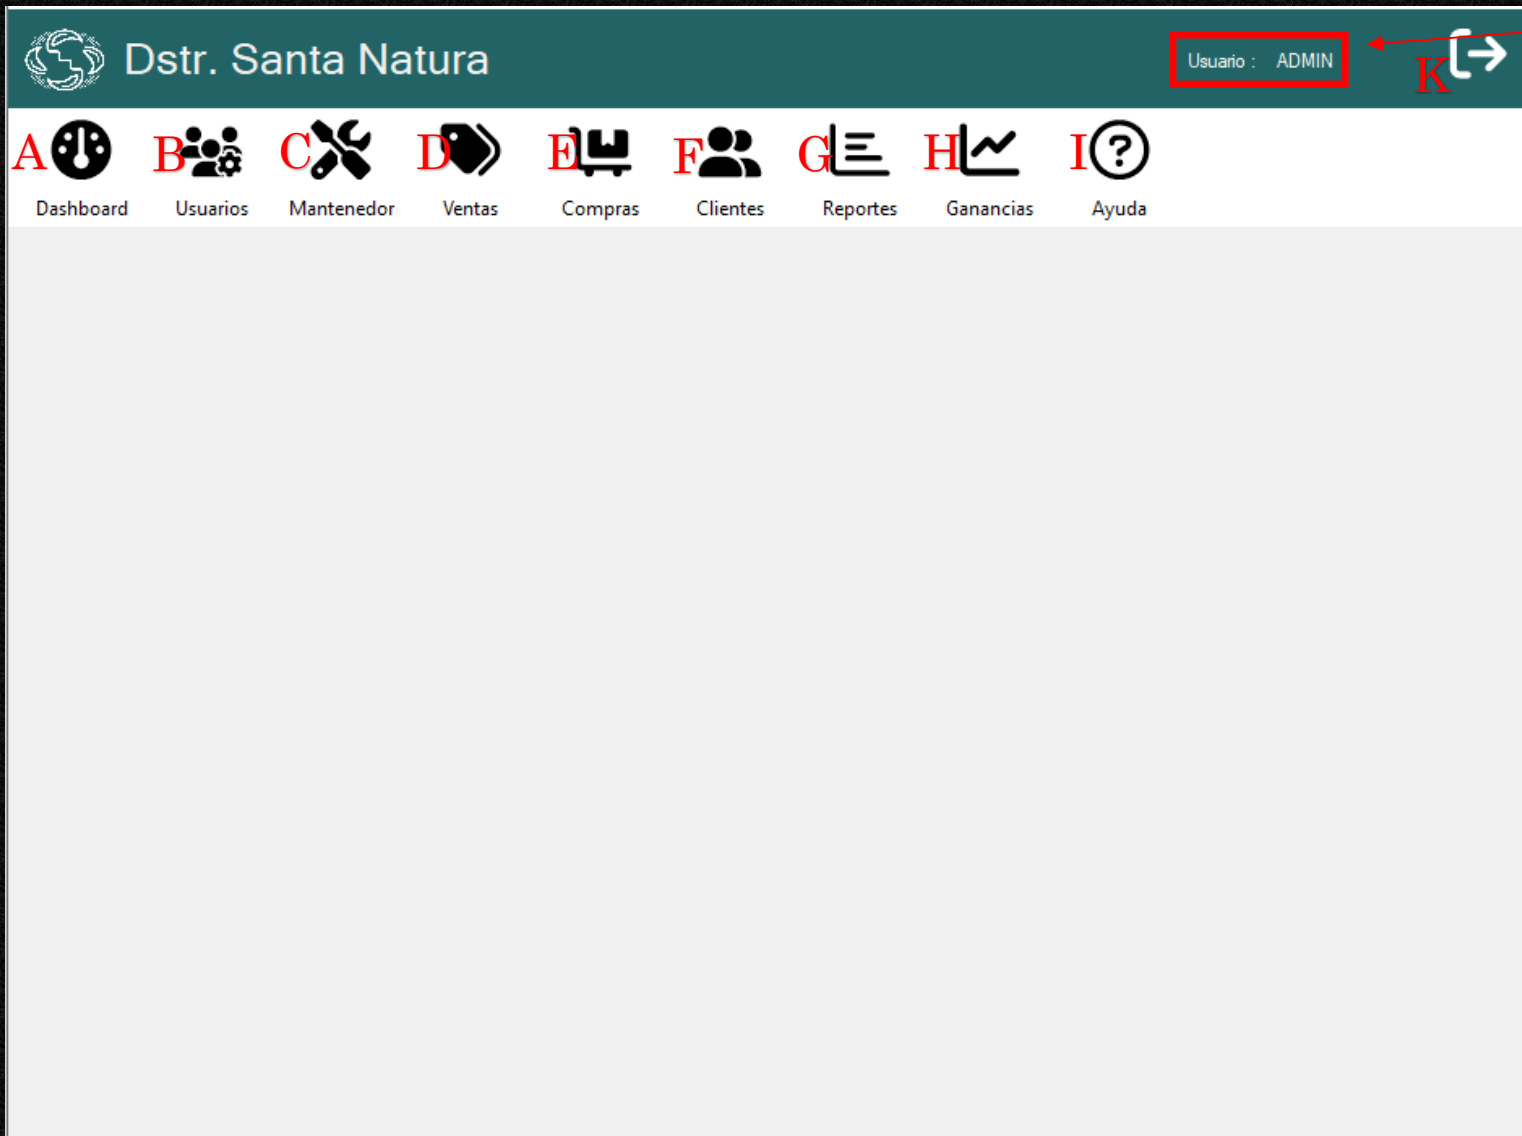 Dstr. Santa Natura
Usuario : ADMIN
K
A B C D E F G H I
Dashboard Usuarios Mantenedor Ventas Compras Clientes Reportes Ganancias Ayuda